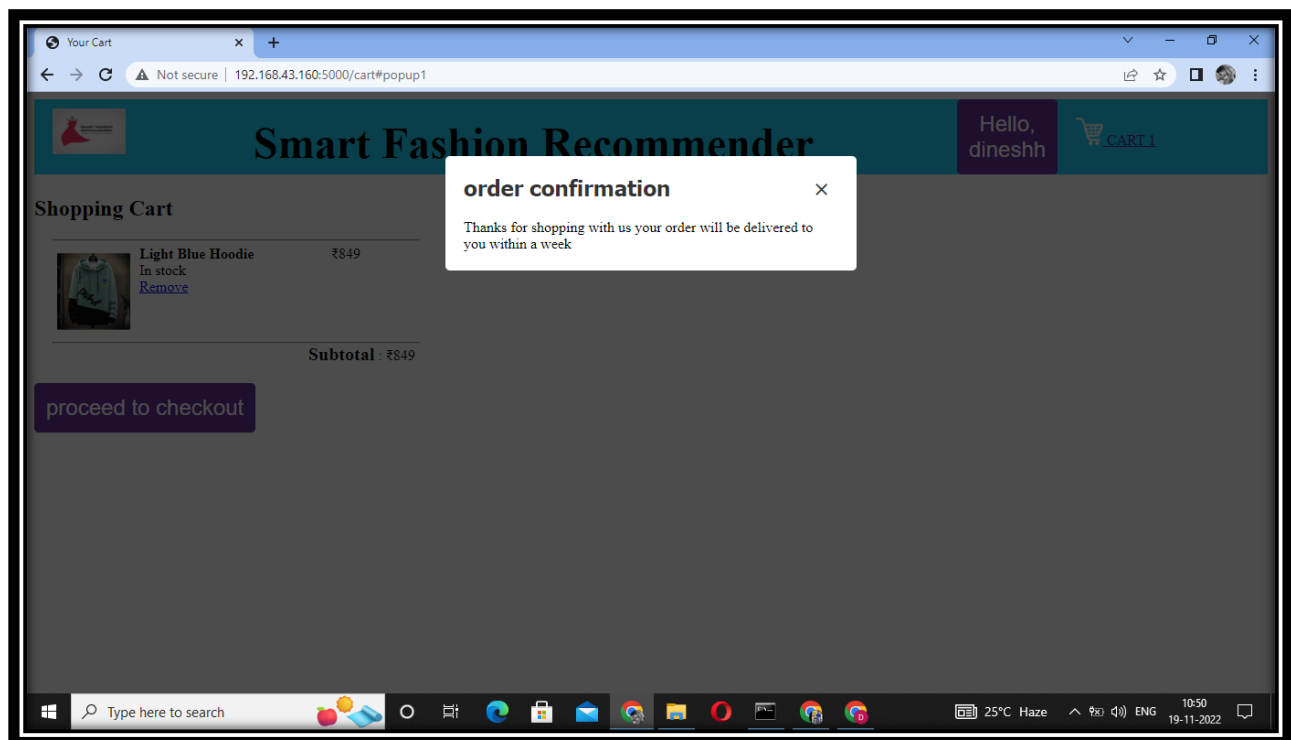 Your Cart
Not secure | 192.168.43.160:5000/cart#popup1
Smart Fashion Recommender
Hello,
dineshh
CART 1
order confirmation
Thanks for shopping with us your order will be delivered to
you within a week
Shopping Cart
Light Blue Hoodie ₹849
In stock
Remove
Subtotal : ₹849
proceed to checkout
Type here to search
25°C Haze
ENG
10:50
19-11-2022